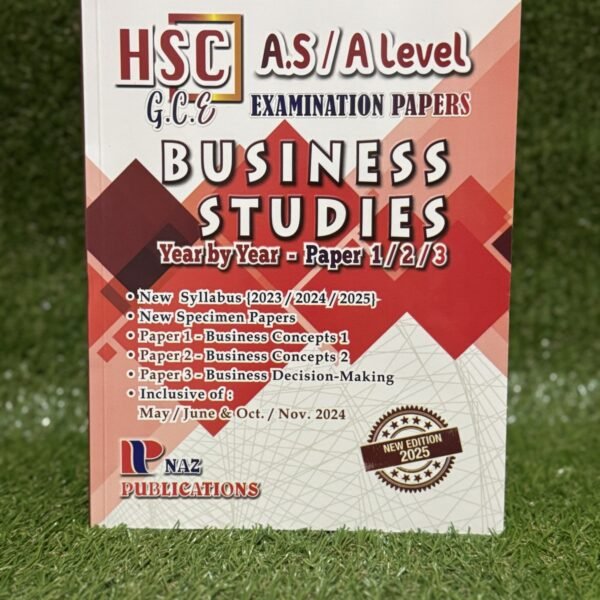 HSC A.S / A Level
G.C.E EXAMINATION PAPERS
BUSINESS
STUDIES
Year by Year - Paper 1/2/3
• New Syllabus {2023 / 2024 / 2025}
• New Specimen Papers
• Paper 1 - Business Concepts 1
• Paper 2 - Business Concepts 2
• Paper 3 - Business Decision-Making
• Inclusive of :
May / June & Oct. / Nov. 2024
NEW EDITION
2025
NAZ
PUBLICATIONS